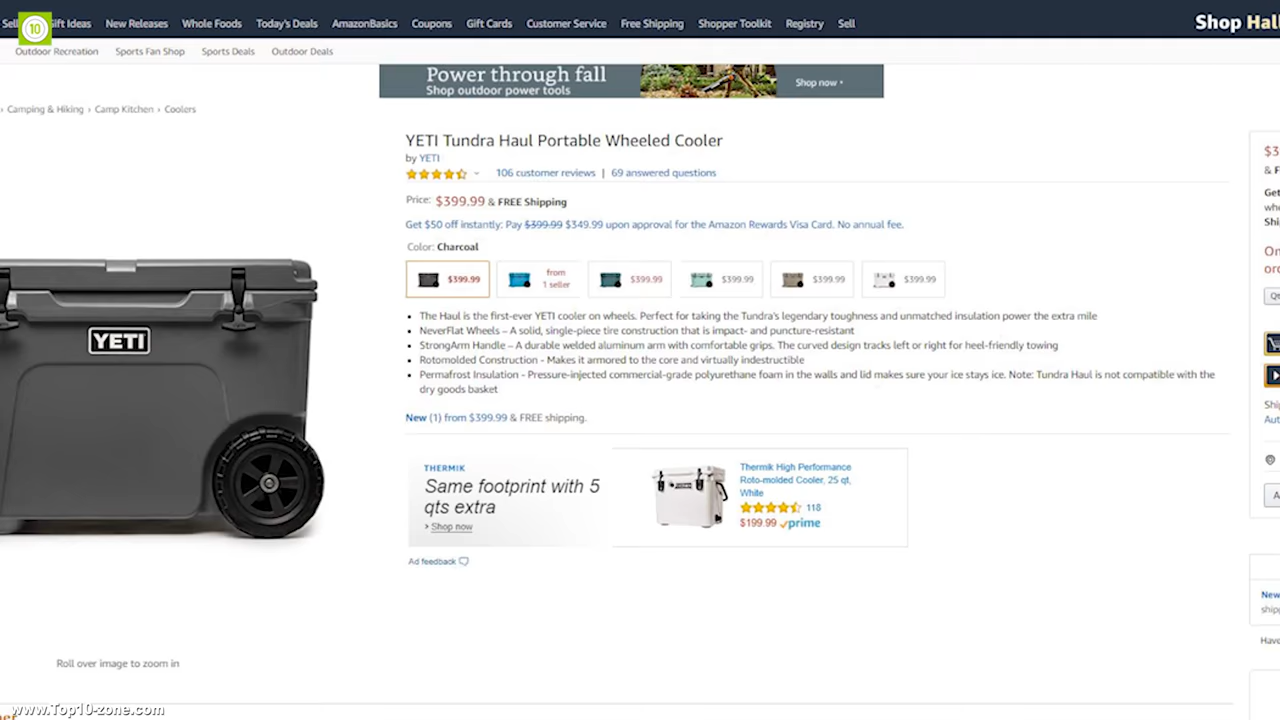 Sell
10
Gift Ideas
New Releases
Whole Foods
Today's Deals
AmazonBasics
Coupons
Gift Cards
Customer Service
Free Shipping
Shopper Toolkit
Registry
Sell
Shop
Outdoor Recreation
Sports Fan Shop
Sports Deals
Outdoor Deals
Power through fall
Shop outdoor power tools
Shop now
› Camping & Hiking › Camp Kitchen › Coolers
YETI Tundra Haul Portable Wheeled Cooler
by YETI
106 customer reviews | 69 answered questions
Price: $399.99 & FREE Shipping
Get $50 off instantly: Pay $399.99 $349.99 upon approval for the Amazon Rewards Visa Card. No annual fee.
Color: Charcoal
$399.99
from
1 seller
$399.99
$399.99
$399.99
$399.99
• The Haul is the first-ever YETI cooler on wheels. Perfect for taking the Tundra's legendary toughness and unmatched insulation power the extra mile
• NeverFlat Wheels – A solid, single-piece tire construction that is impact- and puncture-resistant
• StrongArm Handle – A durable welded aluminum arm with comfortable grips. The curved design tracks left or right for heel-friendly towing
• Rotomolded Construction - Makes it armored to the core and virtually indestructible
• Permafrost Insulation - Pressure-injected commercial-grade polyurethane foam in the walls and lid makes sure your ice stays ice. Note: Tundra Haul is not compatible with the
dry goods basket
New (1) from $399.99 & FREE shipping.
YETI
THERMIK
Same footprint with 5
qts extra
› Shop now
Thermik High Performance
Roto-molded Cooler, 25 qt,
White
118
$199.99 prime
Ad feedback
Roll over image to zoom in
www.Top10-zone.com
$3
& F
Get
New